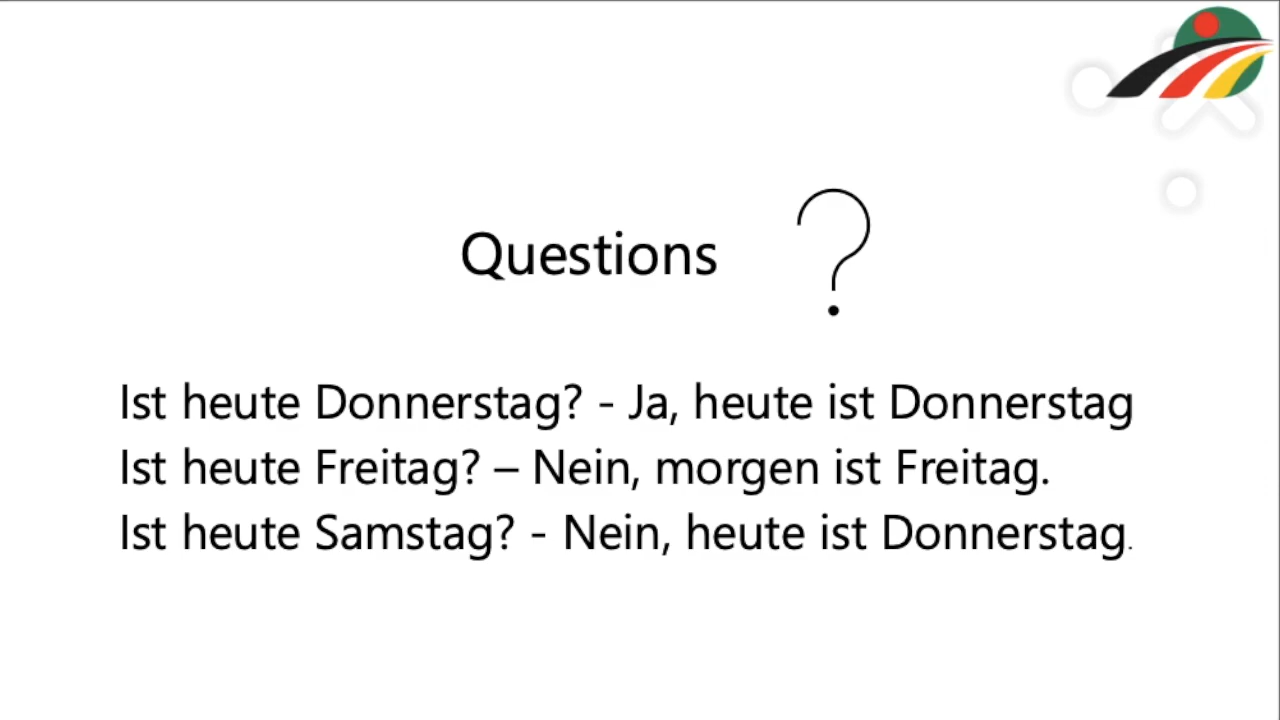 Questions ?
Ist heute Donnerstag? - Ja, heute ist Donnerstag
Ist heute Freitag? – Nein, morgen ist Freitag.
Ist heute Samstag? - Nein, heute ist Donnerstag.